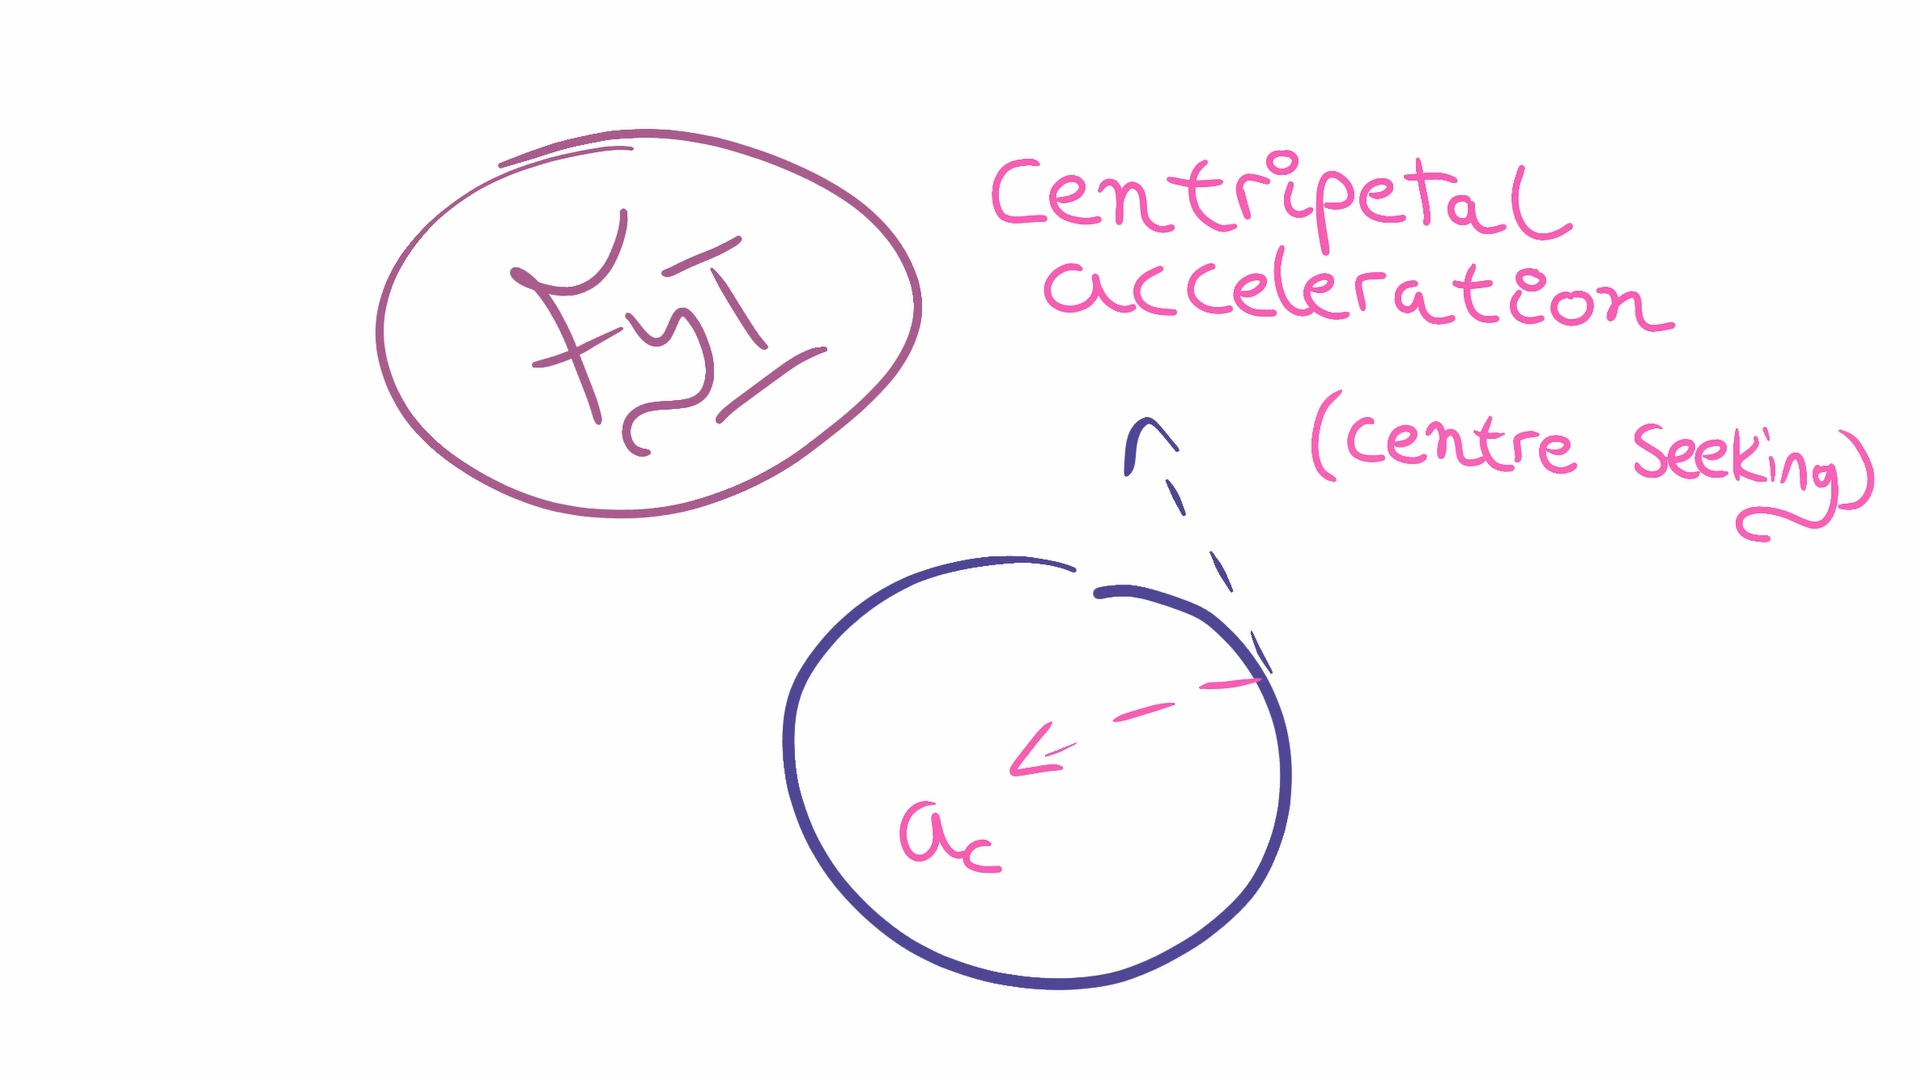 FyI
Centripetal
acceleration
(centre seeking)
ac